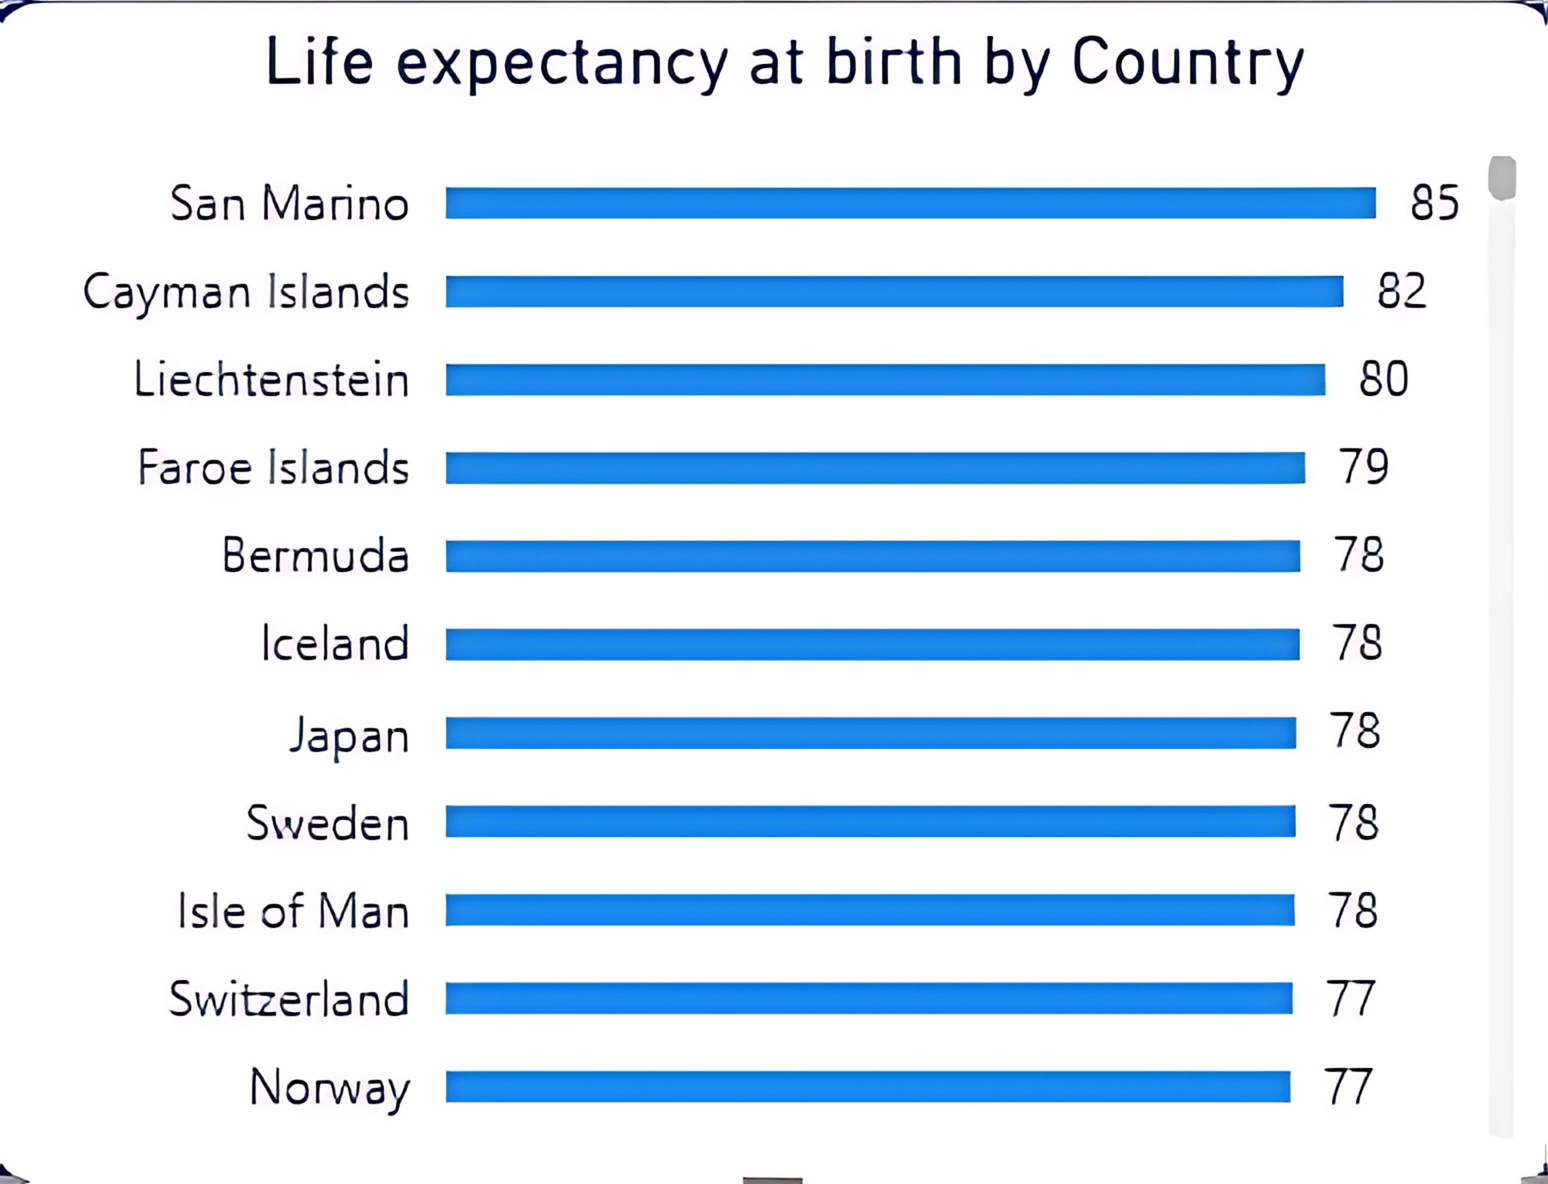 Life expectancy at birth by Country
San Marino 85
Cayman Islands 82
Liechtenstein 80
Faroe Islands 79
Bermuda 78
Iceland 78
Japan 78
Sweden 78
Isle of Man 78
Switzerland 77
Norway 77